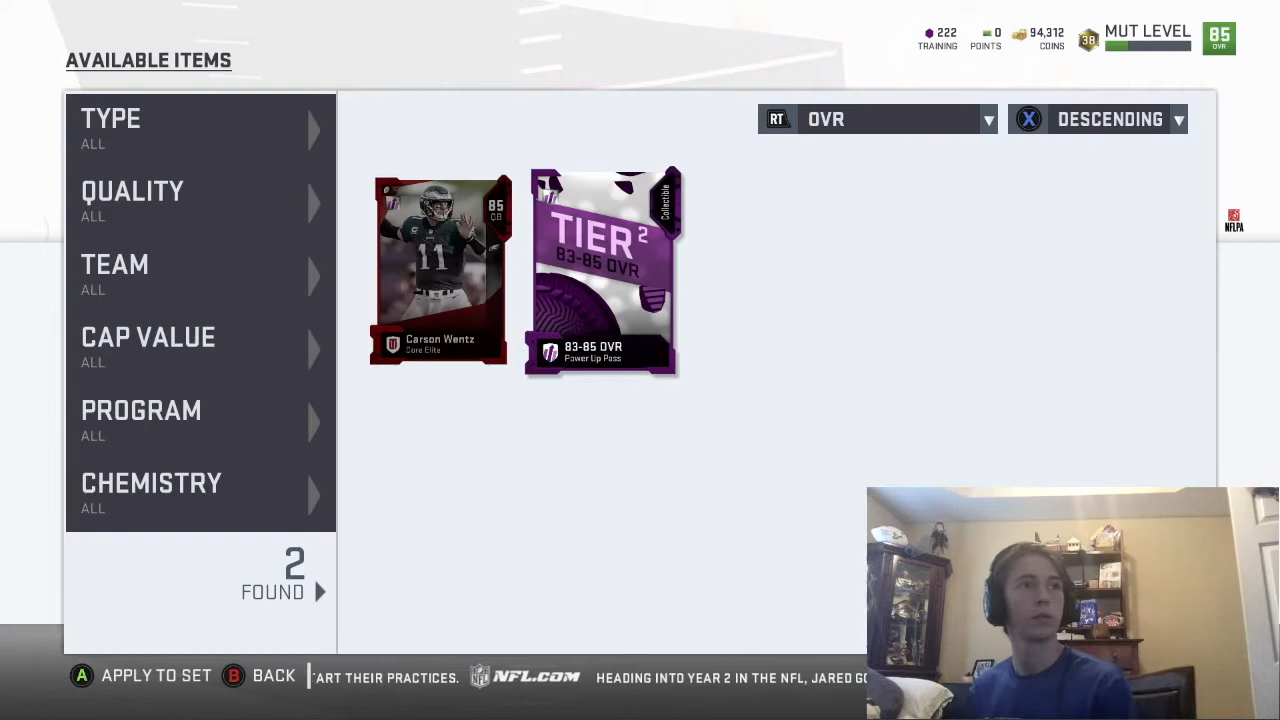 222
TRAINING
0
POINTS
94,312
COINS
38
MUT LEVEL
85
OVR
AVAILABLE ITEMS
TYPE
ALL
QUALITY
ALL
TEAM
ALL
CAP VALUE
ALL
PROGRAM
ALL
CHEMISTRY
ALL
2
FOUND
RT
OVR
X
DESCENDING
85
QB
11
Carson Wentz
Core Elite
Collectible
TIER 2
83-85 OVR
83-85 OVR
Power Up Pass
NFLPA
A APPLY TO SET
B BACK
'ART THEIR PRACTICES.
NFL.COM
HEADING INTO YEAR 2 IN THE NFL, JARED GO